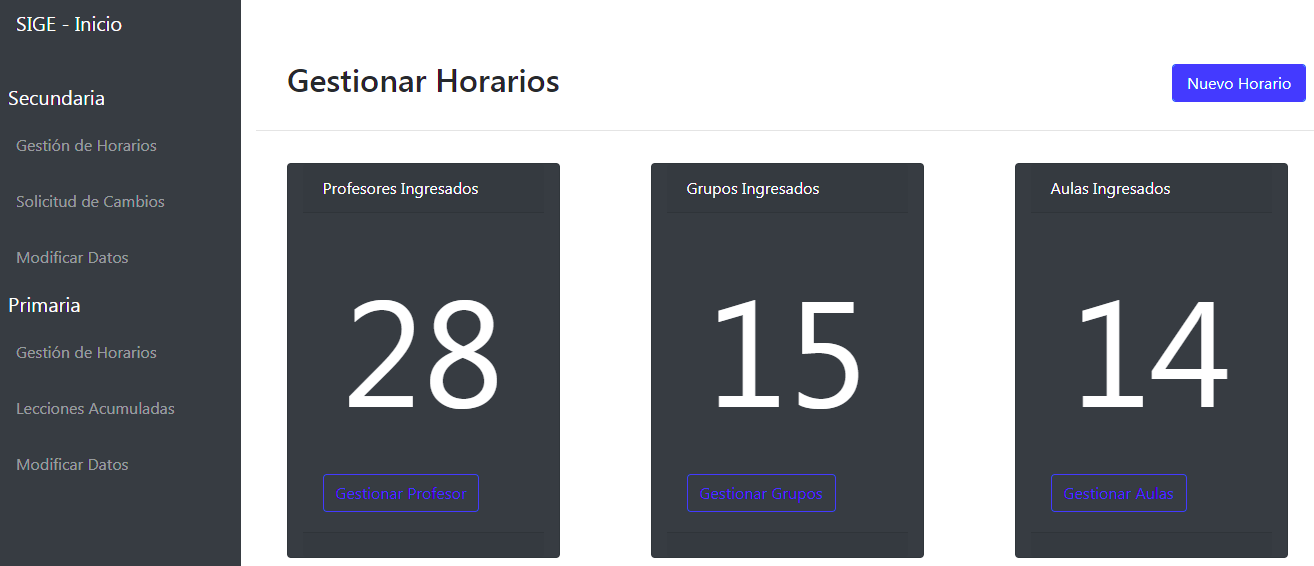 SIGE - Inicio
Secundaria
Gestión de Horarios
Solicitud de Cambios
Modificar Datos
Primaria
Gestión de Horarios
Lecciones Acumuladas
Modificar Datos
Gestionar Horarios
Nuevo Horario
Profesores Ingresados
28
Gestionar Profesor
Grupos Ingresados
15
Gestionar Grupos
Aulas Ingresados
14
Gestionar Aulas